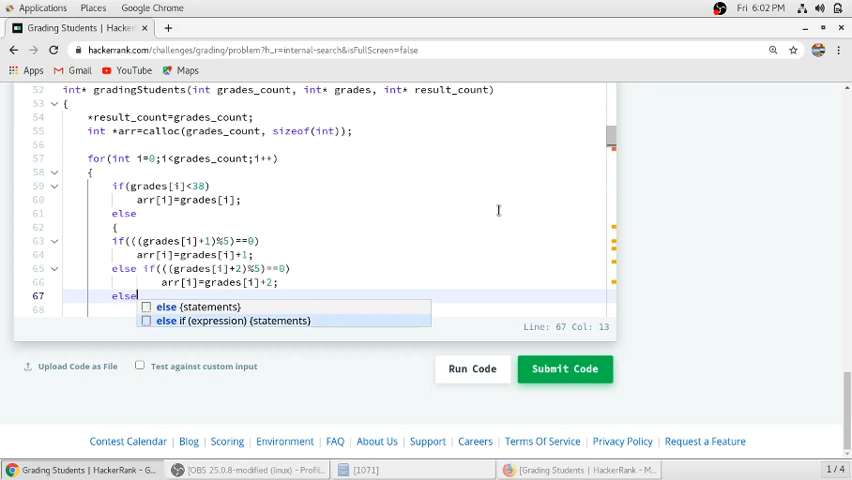 Applications Places Google Chrome Fri 6:02 PM
Grading Students | HackerRank
hackerrank.com/challenges/grading/problem?h_r=internal-search&isFullScreen=false
Apps Gmail YouTube Maps
52 int* gradingStudents(int grades_count, int* grades, int* result_count)
53 {
54 *result_count=grades_count;
55 int *arr=calloc(grades_count, sizeof(int));
56
57 for(int i=0;i<grades_count;i++)
58 {
59 if(grades[i]<38)
60 arr[i]=grades[i];
61 else
62 {
63 if(((grades[i]+1)%5)==0)
64 arr[i]=grades[i]+1;
65 else if(((grades[i]+2)%5)==0)
66 arr[i]=grades[i]+2;
67 else
else {statements}
68
else if (expression) {statements}
Line: 67 Col: 13
Upload Code as File Test against custom input Run Code Submit Code
Contest Calendar | Blog | Scoring | Environment | FAQ | About Us | Support | Careers | Terms Of Service | Privacy Policy | Request a Feature
Grading Students | HackerRank - G... [OBS 25.0.8-modified (linux) - Profil... [1071] [Grading Students | HackerRank - M... 1 / 4